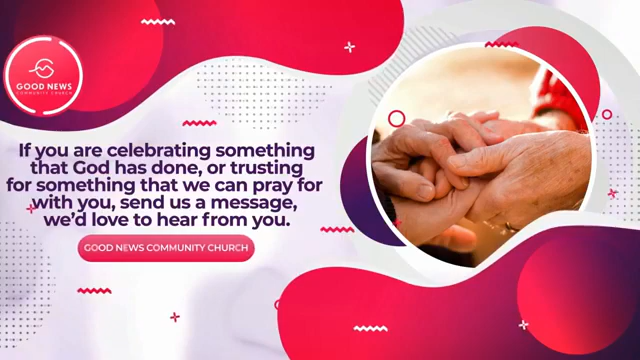 GOOD NEWS
COMMUNITY CHURCH
If you are celebrating something
that God has done, or trusting
for something that we can pray for
with you, send us a message,
we'd love to hear from you.
GOOD NEWS COMMUNITY CHURCH